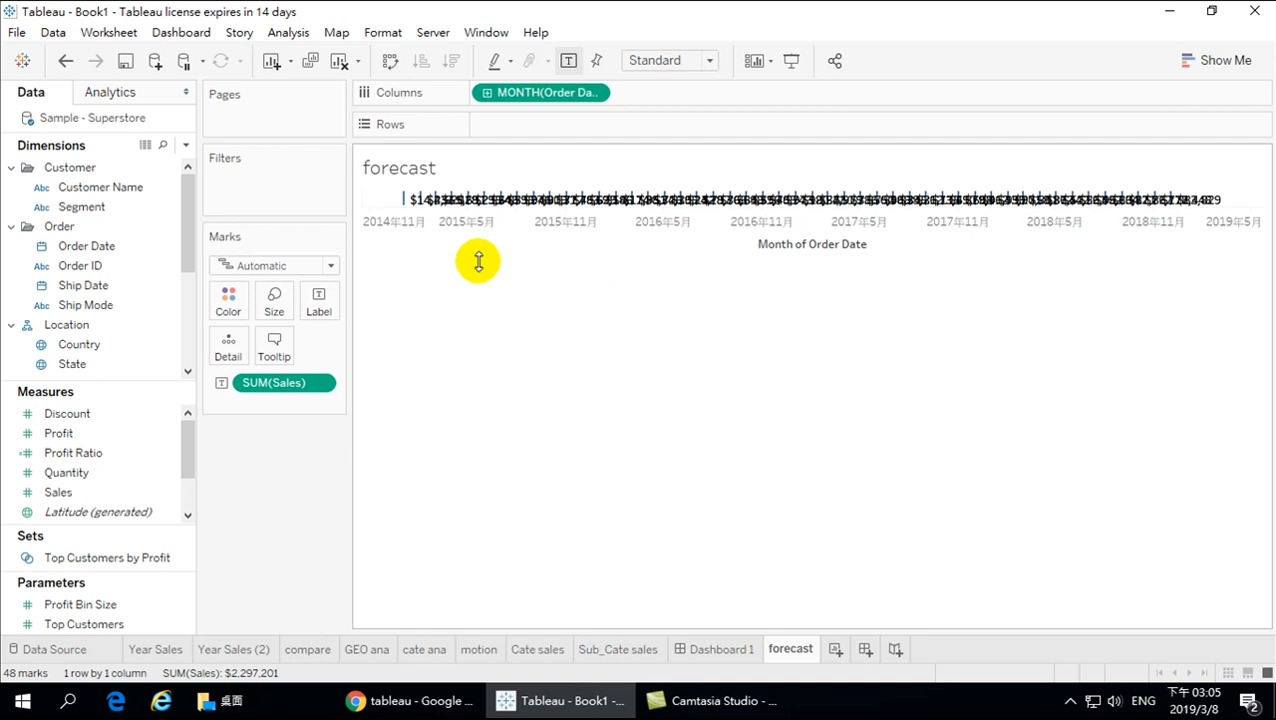 Tableau - Book1 - Tableau license expires in 14 days
File Data Worksheet Dashboard Story Analysis Map Format Server Window Help
Standard
Show Me
Data Analytics
Sample - Superstore
Dimensions
Customer
Abc Customer Name
Abc Segment
Order
Order Date
Abc Order ID
Ship Date
Abc Ship Mode
Location
Country
State
Measures
Discount
Profit
Profit Ratio
Quantity
Sales
Latitude (generated)
Sets
Top Customers by Profit
Parameters
Profit Bin Size
Top Customers
Pages
Filters
Marks
Automatic
Color Size Label
Detail Tooltip
SUM(Sales)
Columns MONTH(Order Da..
Rows
forecast
2014年11月 2015年5月 2015年11月 2016年5月 2016年11月 2017年5月 2017年11月 2018年5月 2018年11月 2019年5月
Month of Order Date
Data Source Year Sales Year Sales (2) compare GEO ana cate ana motion Cate sales Sub_Cate sales Dashboard 1 forecast
48 marks 1 row by 1 column SUM(Sales): $2,297,201
桌面 tableau - Google ... Tableau - Book1 -... Camtasia Studio - ... ENG 下午 03:05
2019/3/8
2